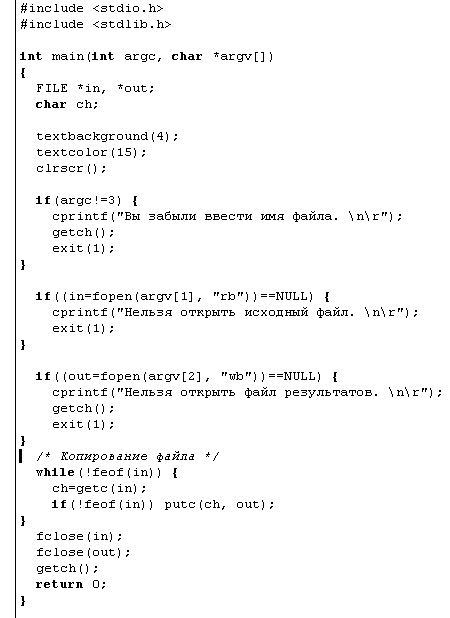 #include <stdio.h>
#include <stdlib.h>
int main(int argc, char *argv[])
{
FILE *in, *out;
char ch;
textbackground(4);
textcolor(15);
clrscr();
if(argc!=3) {
cprintf("Вы забыли ввести имя файла. \n\r");
getch();
exit(1);
}
if((in=fopen(argv[1], "rb"))==NULL) {
cprintf("Нельзя открыть исходный файл. \n\r");
exit(1);
}
if((out=fopen(argv[2], "wb"))==NULL) {
cprintf("Нельзя открыть файл результатов. \n\r");
getch();
exit(1);
}
/* Копирование файла */
while(!feof(in)) {
ch=getc(in);
if(!feof(in)) putc(ch, out);
}
fclose(in);
fclose(out);
getch();
return 0;
}